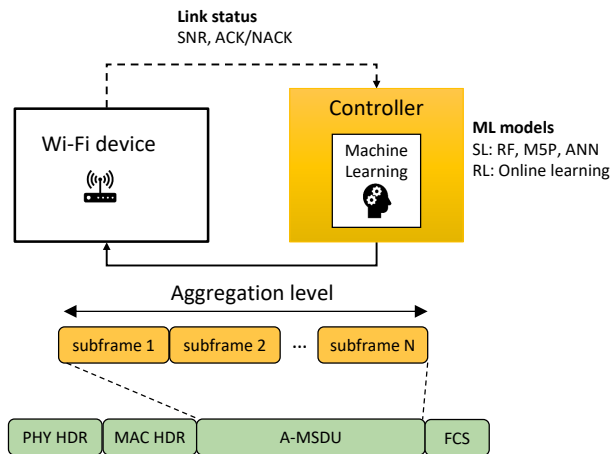 Link status
SNR, ACK/NACK
Wi-Fi device
Controller
Machine
Learning
ML models
SL: RF, M5P, ANN
RL: Online learning
Aggregation level
subframe 1
subframe 2
...
subframe N
PHY HDR
MAC HDR
A-MSDU
FCS